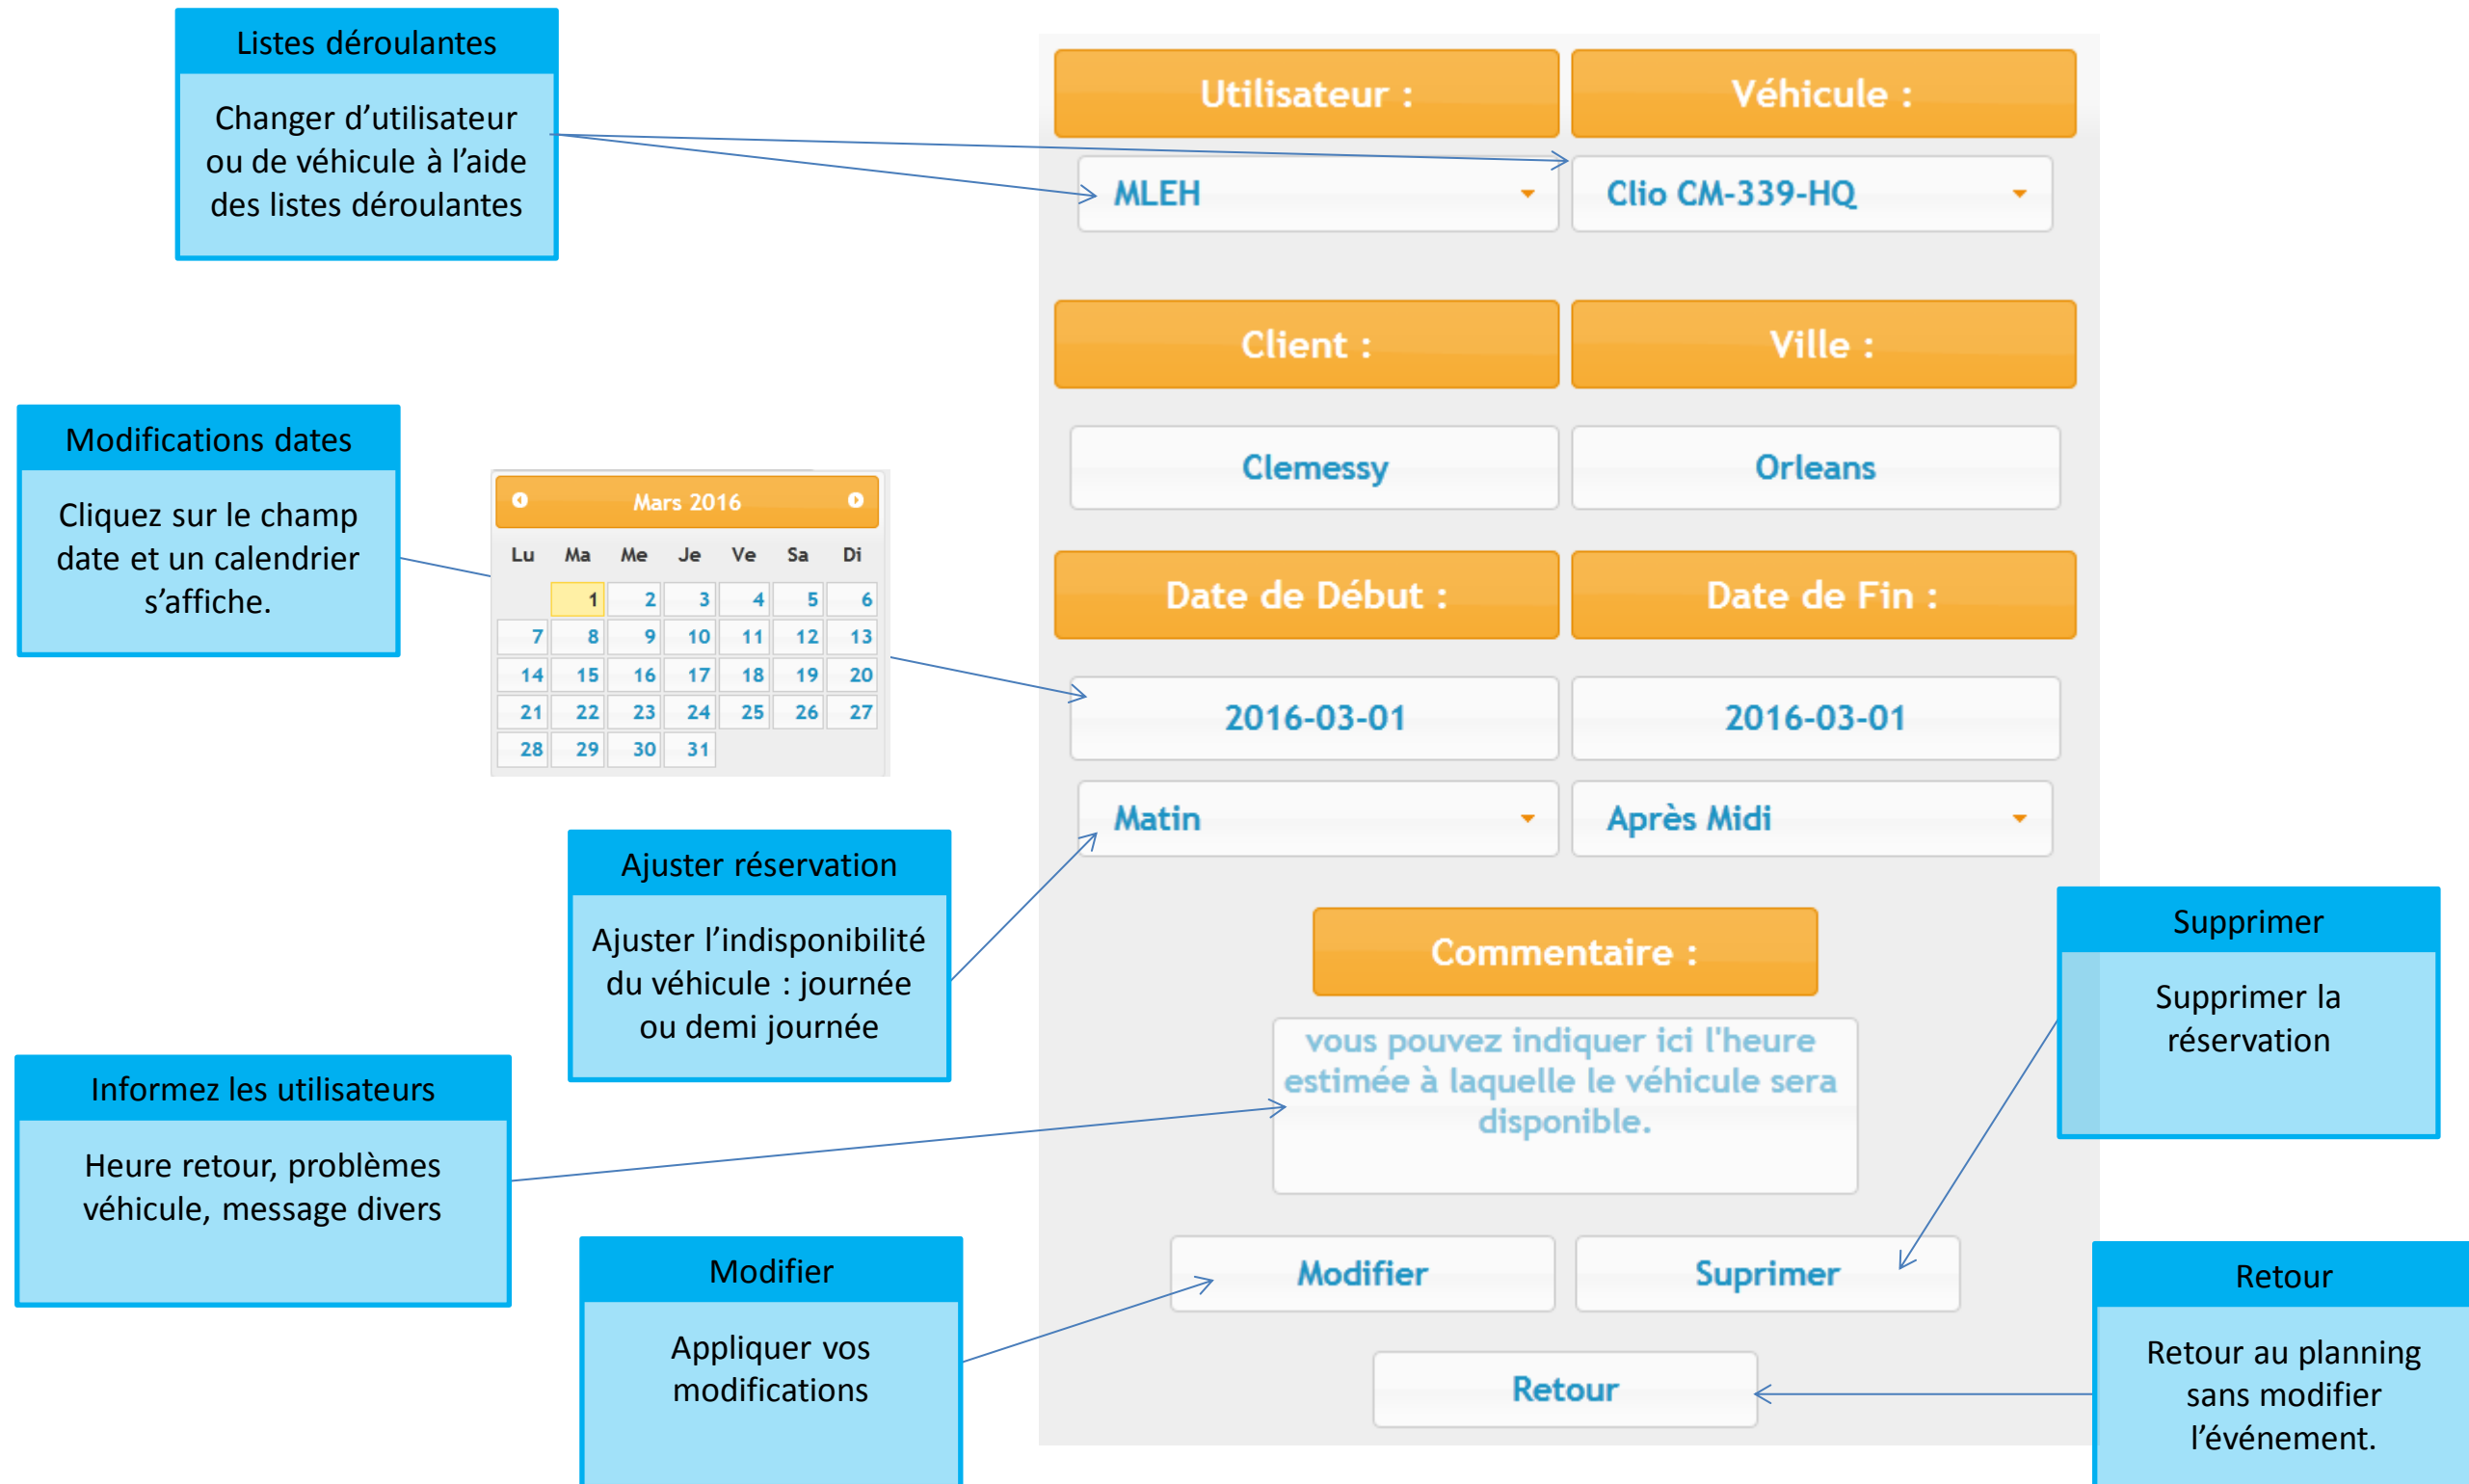 Listes déroulantes
Changer d’utilisateur
ou de véhicule à l’aide
des listes déroulantes
Utilisateur :
Véhicule :
MLEH
Clio CM-339-HQ
Client :
Ville :
Clemessy
Orleans
Modifications dates
Cliquez sur le champ
date et un calendrier
s’affiche.
Mars 2016
Lu Ma Me Je Ve Sa Di
1 2 3 4 5 6
7 8 9 10 11 12 13
14 15 16 17 18 19 20
21 22 23 24 25 26 27
28 29 30 31
Date de Début :
Date de Fin :
2016-03-01
2016-03-01
Matin
Après Midi
Ajuster réservation
Ajuster l’indisponibilité
du véhicule : journée
ou demi journée
Commentaire :
vous pouvez indiquer ici l'heure
estimée à laquelle le véhicule sera
disponible.
Supprimer
Supprimer la
réservation
Informez les utilisateurs
Heure retour, problèmes
véhicule, message divers
Modifier
Appliquer vos
modifications
Modifier
Suprimer
Retour
Retour
Retour au planning
sans modifier
l’événement.